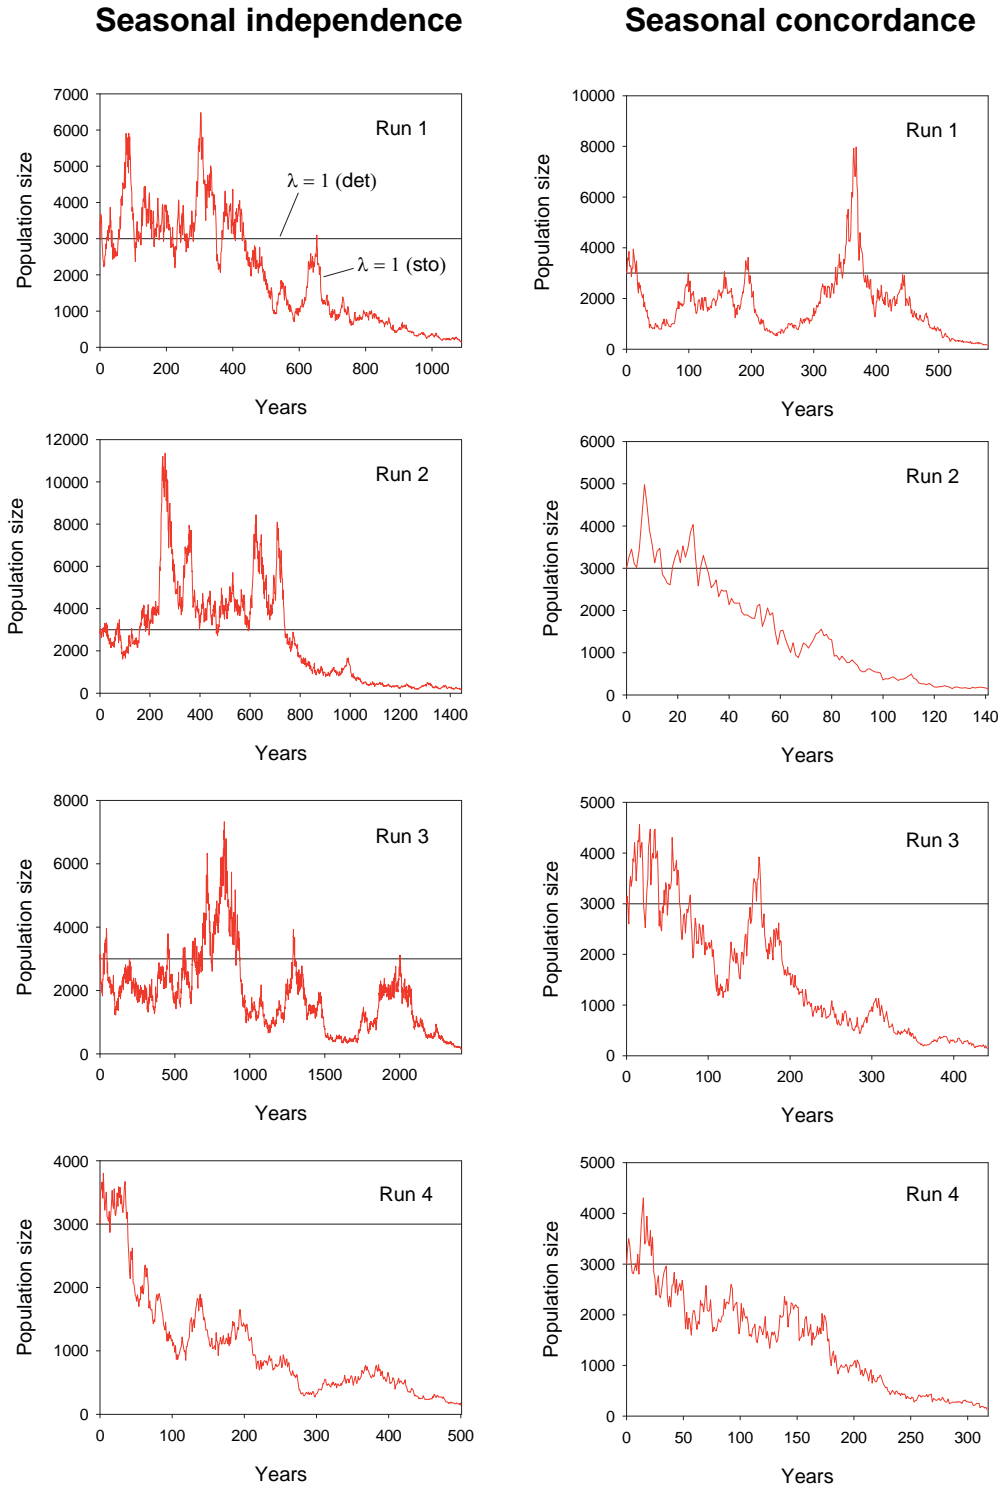 Seasonal independence
Seasonal concordance
Population size
7000
6000
5000
4000
3000
2000
1000
0
Run 1
λ = 1 (det)
λ = 1 (sto)
0 200 400 600 800 1000
Years
Population size
10000
8000
6000
4000
2000
0
Run 1
0 100 200 300 400 500
Years
Population size
12000
10000
8000
6000
4000
2000
0
Run 2
0 200 400 600 800 1000 1200 1400
Years
Population size
6000
5000
4000
3000
2000
1000
0
Run 2
0 20 40 60 80 100 120 140
Years
Population size
8000
6000
4000
2000
0
Run 3
0 500 1000 1500 2000
Years
Population size
5000
4000
3000
2000
1000
0
Run 3
0 100 200 300 400
Years
Population size
4000
3000
2000
1000
0
Run 4
0 100 200 300 400 500
Years
Population size
5000
4000
3000
2000
1000
0
Run 4
0 50 100 150 200 250 300
Years